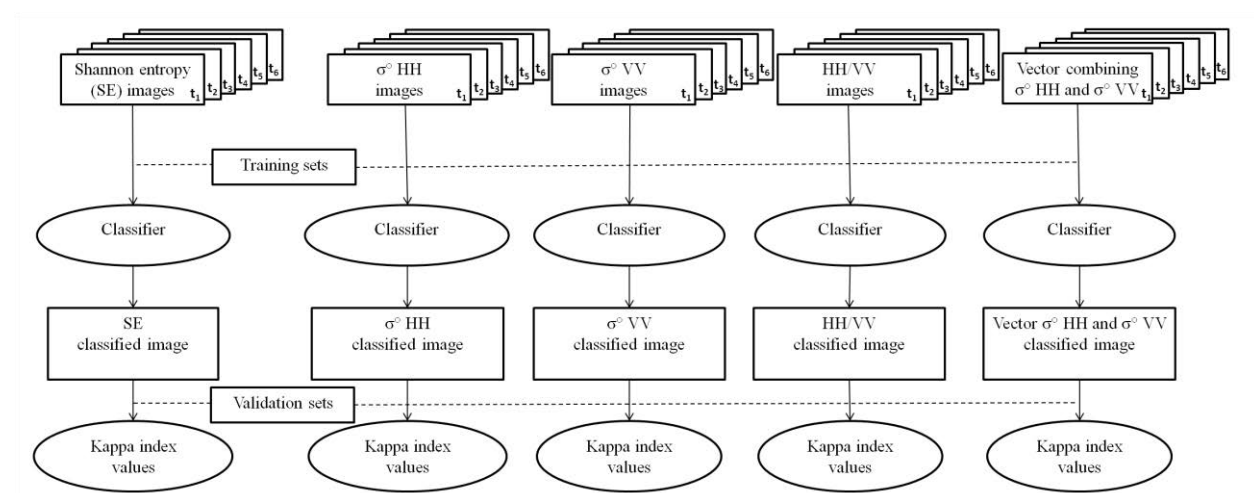 Shannon entropy
(SE) images
t1
t2
t3
t4
t5
t6
σ° HH
images
t1
t2
t3
t4
t5
t6
σ° VV
images
t1
t2
t3
t4
t5
t6
HH/VV
images
t1
t2
t3
t4
t5
t6
Vector combining
σ° HH and σ° VV
t1
t2
t3
t4
t5
t6
Training sets
Classifier
Classifier
Classifier
Classifier
Classifier
SE
classified image
σ° HH
classified image
σ° VV
classified image
HH/VV
classified image
Vector σ° HH and σ° VV
classified image
Validation sets
Kappa index
values
Kappa index
values
Kappa index
values
Kappa index
values
Kappa index
values